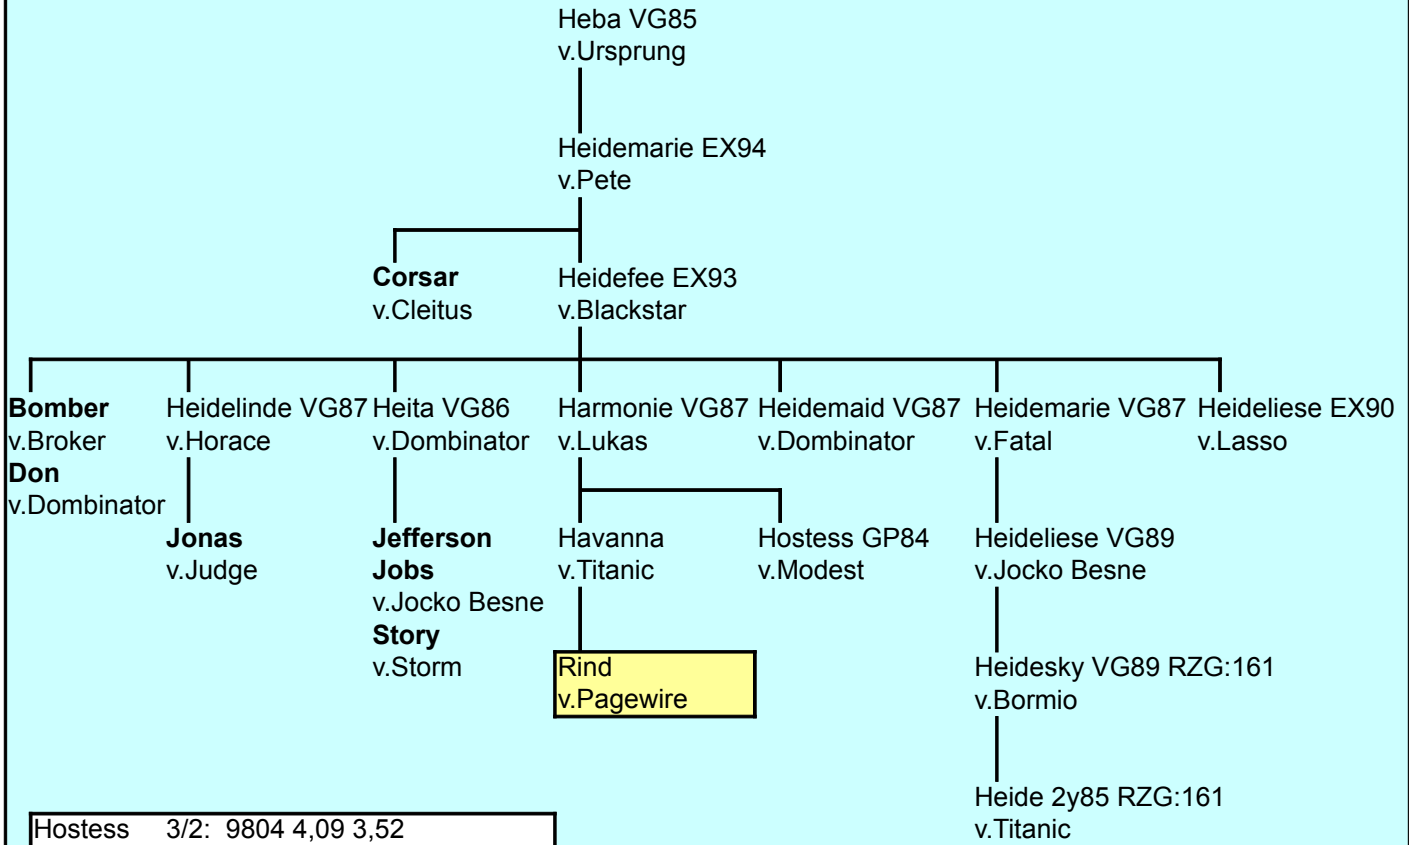 Heba VG85
v.Ursprung
Heidemarie EX94
v.Pete
Corsar
v.Cleitus
Heidefee EX93
v.Blackstar
Bomber
v.Broker
Don
v.Dombinator
Heidelinde VG87
v.Horace
Heita VG86
v.Dombinator
Harmonie VG87
v.Lukas
Heidemaid VG87
v.Dombinator
Heidemarie VG87
v.Fatal
Heideliese EX90
v.Lasso
Jonas
v.Judge
Jefferson
Jobs
v.Jocko Besne
Story
v.Storm
Havanna
v.Titanic
Hostess GP84
v.Modest
Heideliese VG89
v.Jocko Besne
Rind
v.Pagewire
Heidesky VG89 RZG:161
v.Bormio
Heide 2y85 RZG:161
v.Titanic
Hostess 3/2: 9804 4,09 3,52